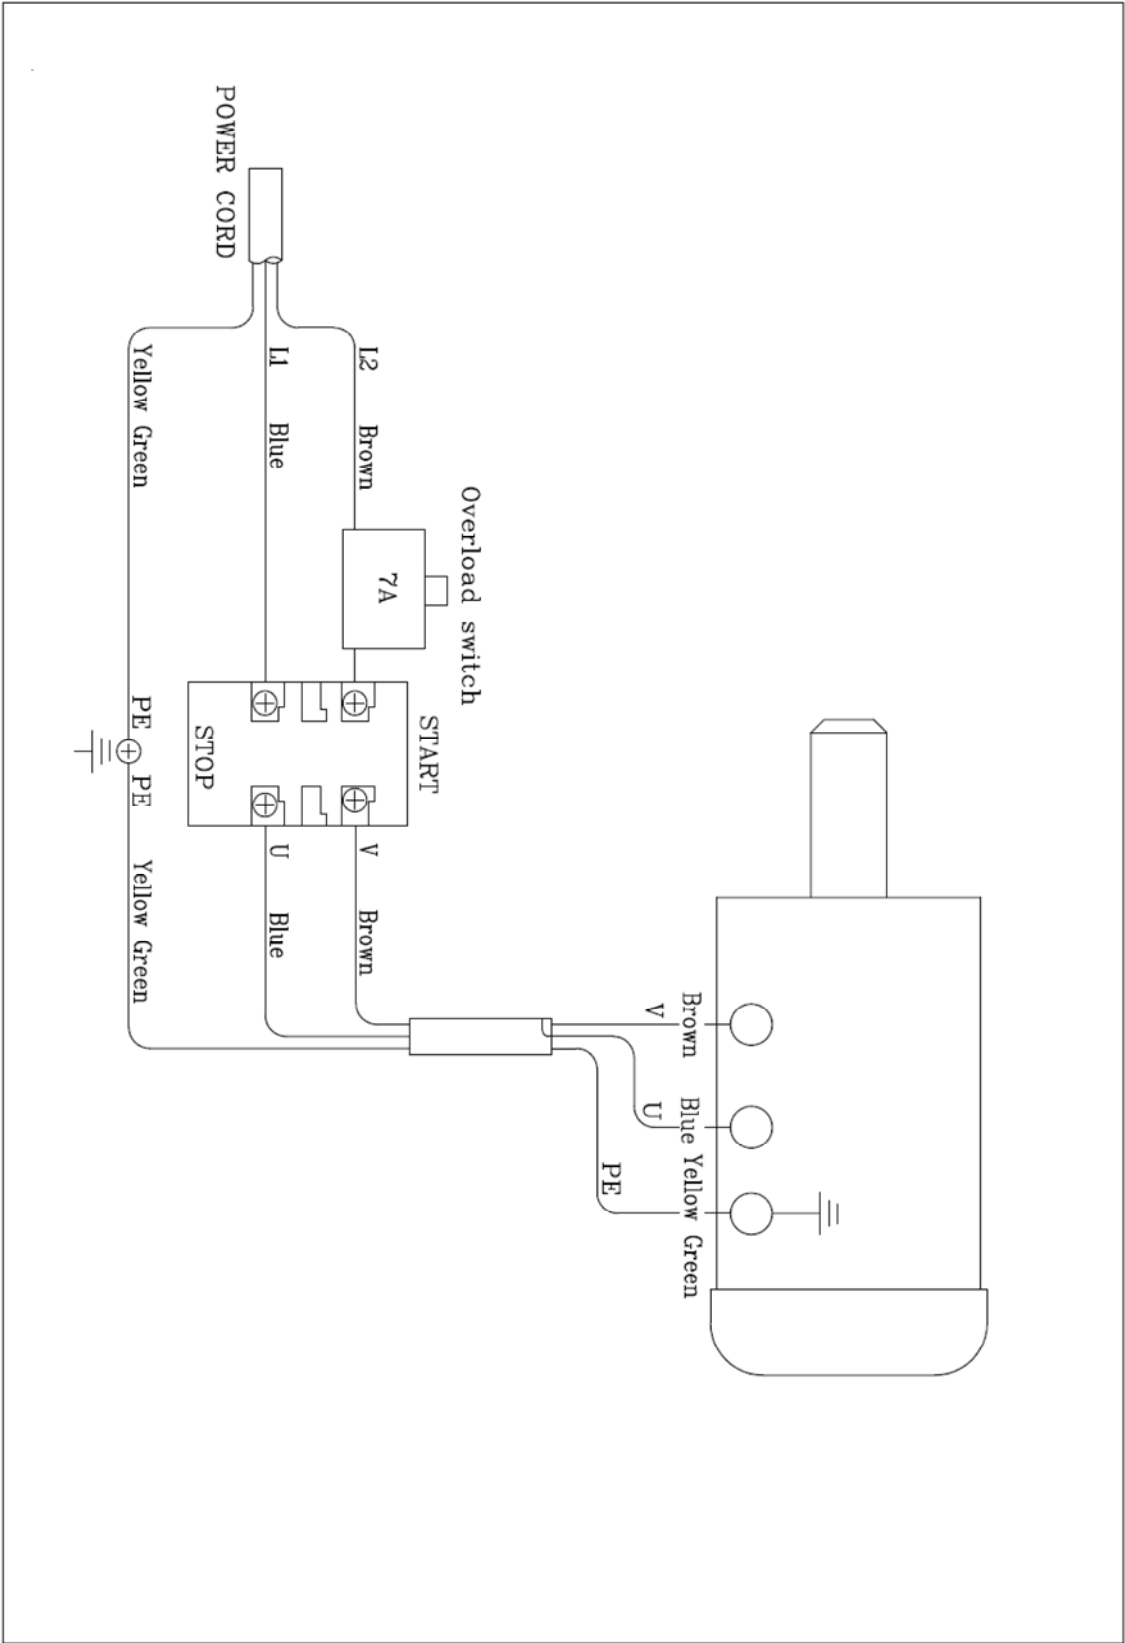 POWER CORD
L2
Brown
L1
Blue
Yellow Green
Overload switch
7A
START
STOP
PE
PE
V
Brown
U
Blue
Yellow Green
V
Brown
U
Blue
PE
Yellow Green